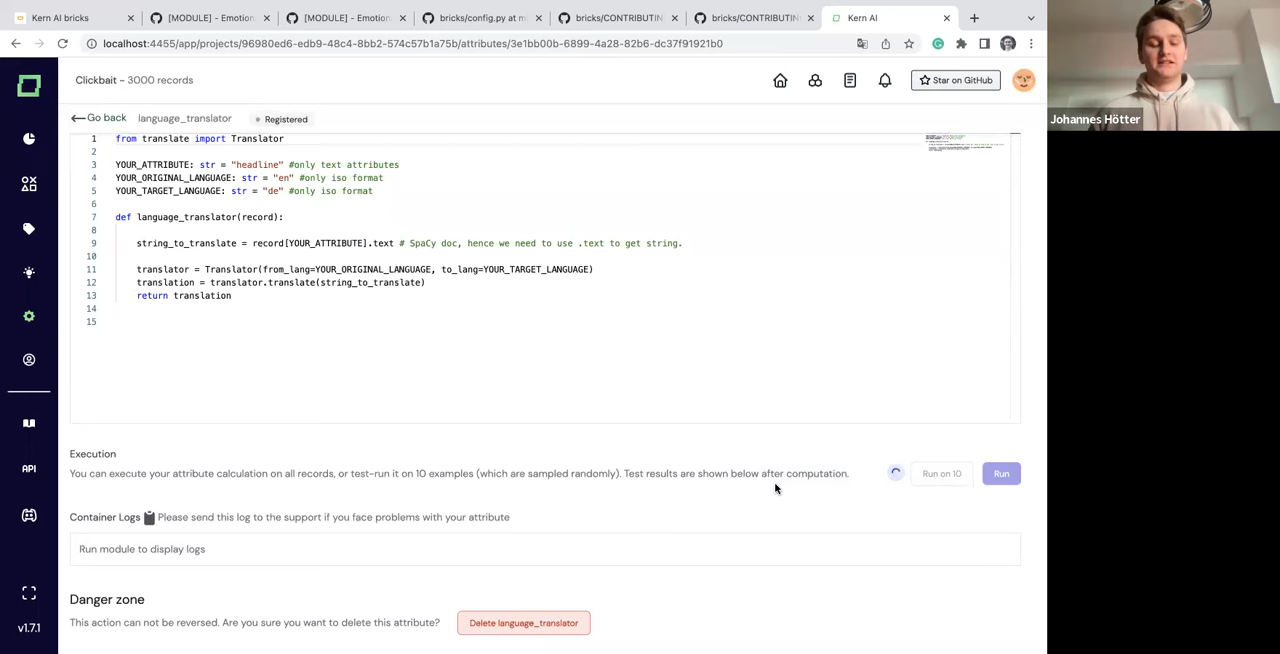 Kern AI bricks
[MODULE] - Emotion
[MODULE] - Emotion
bricks/config.py at m
bricks/CONTRIBUTIN
bricks/CONTRIBUTIN
Kern AI
localhost:4455/app/projects/96980ed6-edb9-48c4-8bb2-574c57b1a75b/attributes/3e1bb00b-6899-4a28-82b6-dc37f91921b0
Clickbait - 3000 records
Star on GitHub
Johannes Hötter
Go back
language_translator
Registered
1 from translate import Translator
2
3 YOUR_ATTRIBUTE: str = "headline" #only text attributes
4 YOUR_ORIGINAL_LANGUAGE: str = "en" #only iso format
5 YOUR_TARGET_LANGUAGE: str = "de" #only iso format
6
7 def language_translator(record):
8
9 string_to_translate = record[YOUR_ATTRIBUTE].text # SpaCy doc, hence we need to use .text to get string.
10
11 translator = Translator(from_lang=YOUR_ORIGINAL_LANGUAGE, to_lang=YOUR_TARGET_LANGUAGE)
12 translation = translator.translate(string_to_translate)
13 return translation
14
15
Execution
You can execute your attribute calculation on all records, or test-run it on 10 examples (which are sampled randomly). Test results are shown below after computation.
Run on 10
Run
API
Container Logs Please send this log to the support if you face problems with your attribute
Run module to display logs
Danger zone
This action can not be reversed. Are you sure you want to delete this attribute?
Delete language_translator
v1.7.1